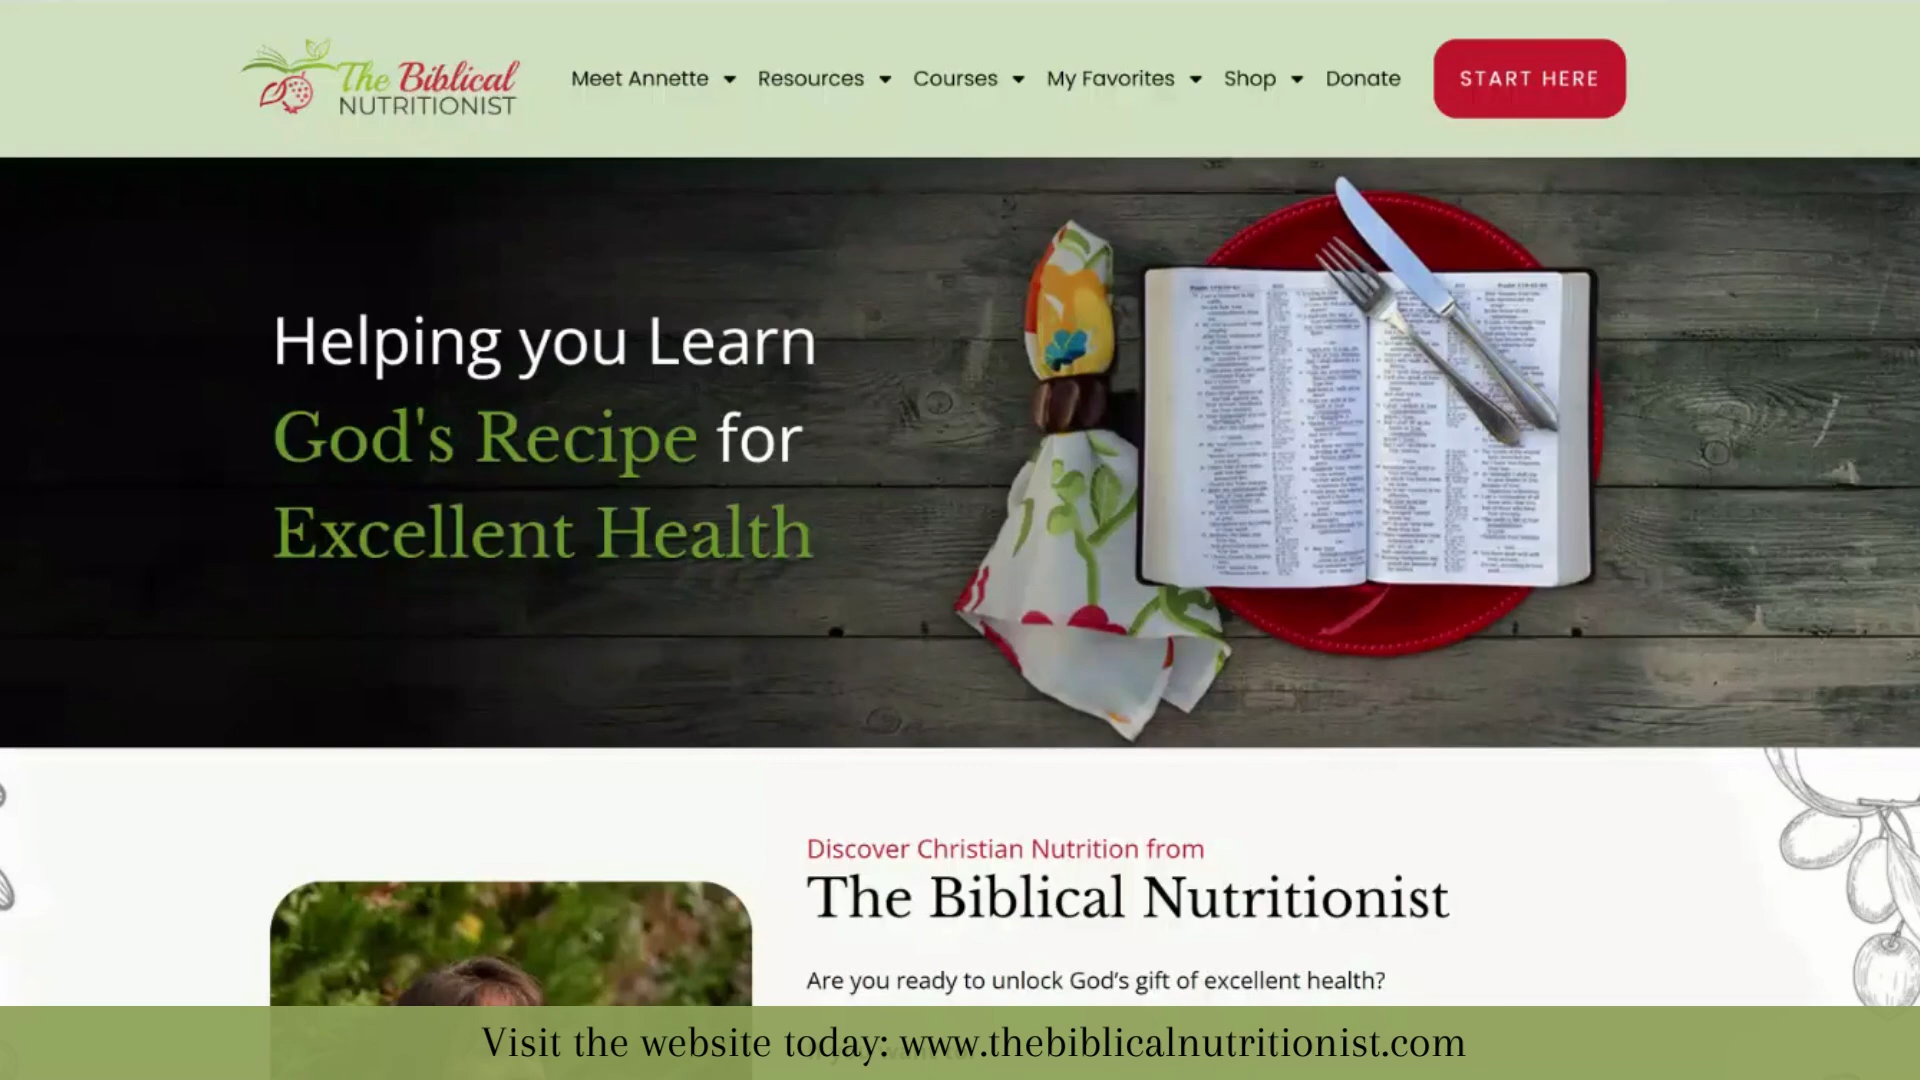 The Biblical
NUTRITIONIST
Meet Annette
Resources
Courses
My Favorites
Shop
Donate
START HERE
Helping you Learn
God's Recipe for
Excellent Health
Discover Christian Nutrition from
The Biblical Nutritionist
Are you ready to unlock God's gift of excellent health?
Visit the website today: www.thebiblicalnutritionist.com